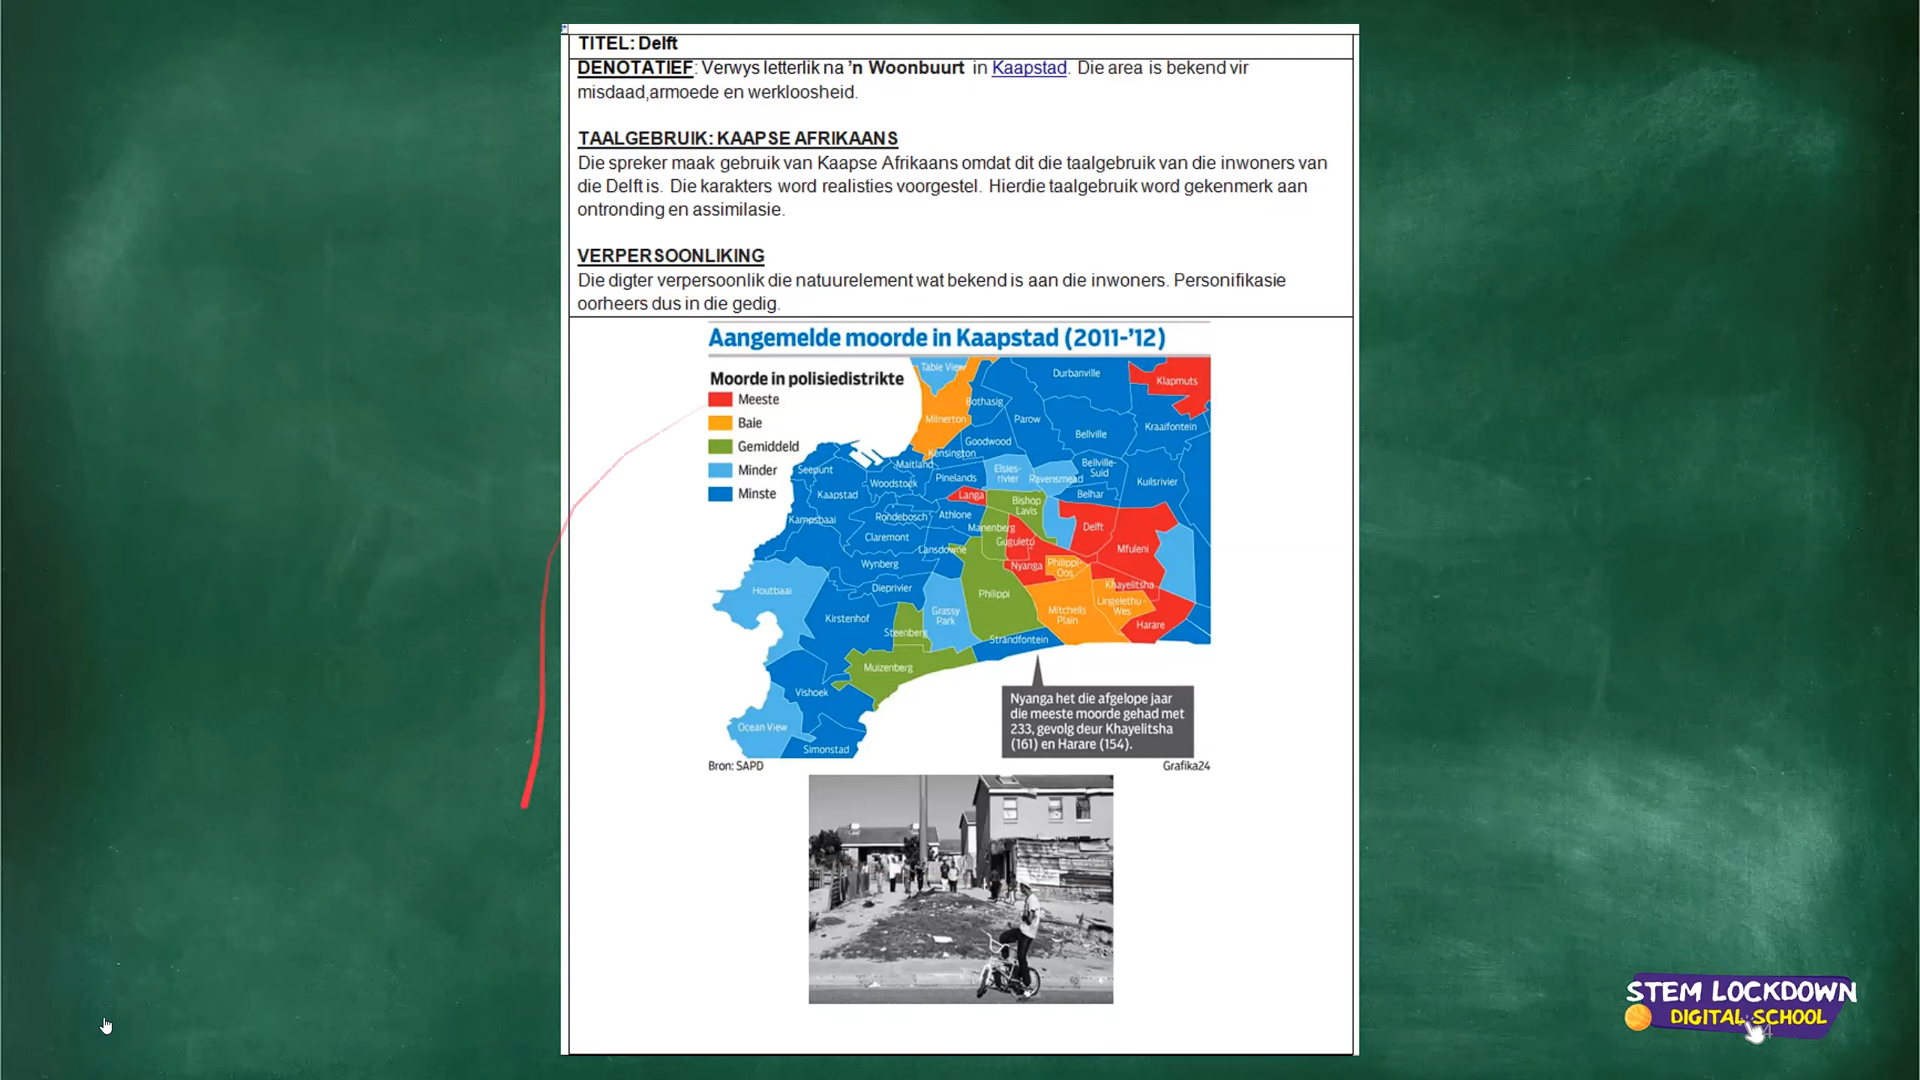 TITEL: Delft
DENOTATIEF: Verwys letterlik na 'n Woonbuurt in Kaapstad. Die area is bekend vir
misdaad,armoede en werkloosheid.
TAALGEBRUIK: KAAPSE AFRIKAANS
Die spreker maak gebruik van Kaapse Afrikaans omdat dit die taalgebruik van die inwoners van
die Delft is. Die karakters word realisties voorgestel. Hierdie taalgebruik word gekenmerk aan
ontronding en assimilasie.
VERPERSOONLIKING
Die digter verpersoonlik die natuurelement wat bekend is aan die inwoners. Personifikasie
oorheers dus in die gedig.
Aangemelde moorde in Kaapstad (2011-'12)
Moorde in polisiedistrikte
Meeste
Baie
Gemiddeld
Minder
Minste
Table View
Durbanville
Klapmuts
Bothasig
Milnerton
Parow
Kraaifontein
Bellville
Goodwood
Kensington
Maitland
Seepunt
Elsies-
rivier
Bellville-
Suid
Pinelands
Ravensmead
Woodstock
Kuilsrivier
Kaapstad
Langa
Belhar
Bishop
Lavis
Kampsbaai
Rondebosch
Athlone
Manenberg
Delft
Claremont
Guguletu
Lansdowne
Mfuleni
Wynberg
Nyanga
Philippi-
Oos
Khayelitsha
Houtbaai
Dieprivier
Philippi
Lingelethu-
Wes
Grassy
Park
Mitchells
Plain
Kirstenhof
Harare
Steenberg
Strandfontein
Muizenberg
Vishoek
Ocean View
Simonstad
Nyanga het die afgelope jaar
die meeste moorde gehad met
233, gevolg deur Khayelitsha
(161) en Harare (154).
Bron: SAPD
Grafika24
STEM LOCKDOWN
DIGITAL SCHOOL